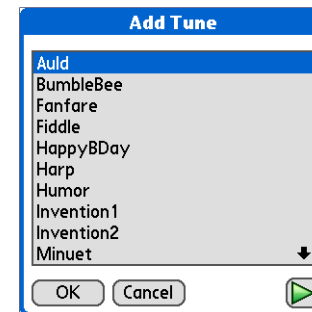 Add Tune
Auld
BumbleBee
Fanfare
Fiddle
HappyBDay
Harp
Humor
Invention1
Invention2
Minuet
OK Cancel